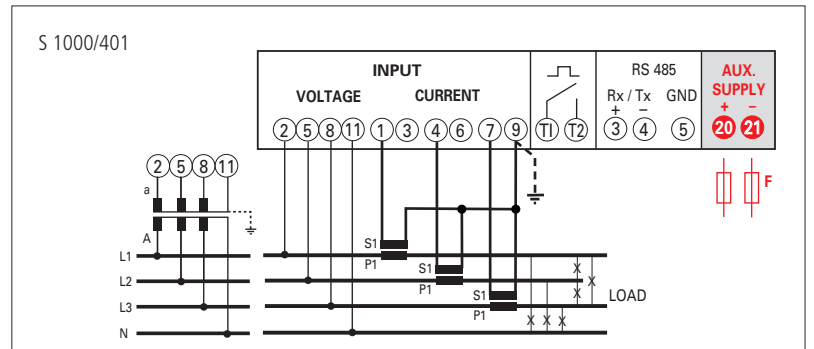 S 1000/401
INPUT
VOLTAGE CURRENT
RS 485
Rx / Tx GND
+ −
AUX.
SUPPLY
+ −
2 5 8 11 1 3 4 6 7 9 T1 T2 3 4 5 20 21
2 5 8 11
F
a
A
S1
L1
P1
S1
L2
P1
S1
L3
P1
N
X
X X
X
X X X
LOAD